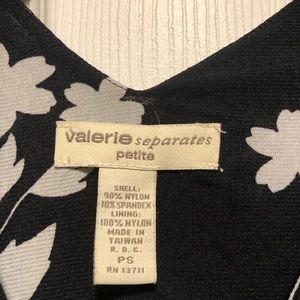 valerie separates
petite
SHELL:
90% NYLON
10% SPANDEX
LINING:
100% NYLON
MADE IN
TAIWAN
R. O. C.
PS
RN 13711